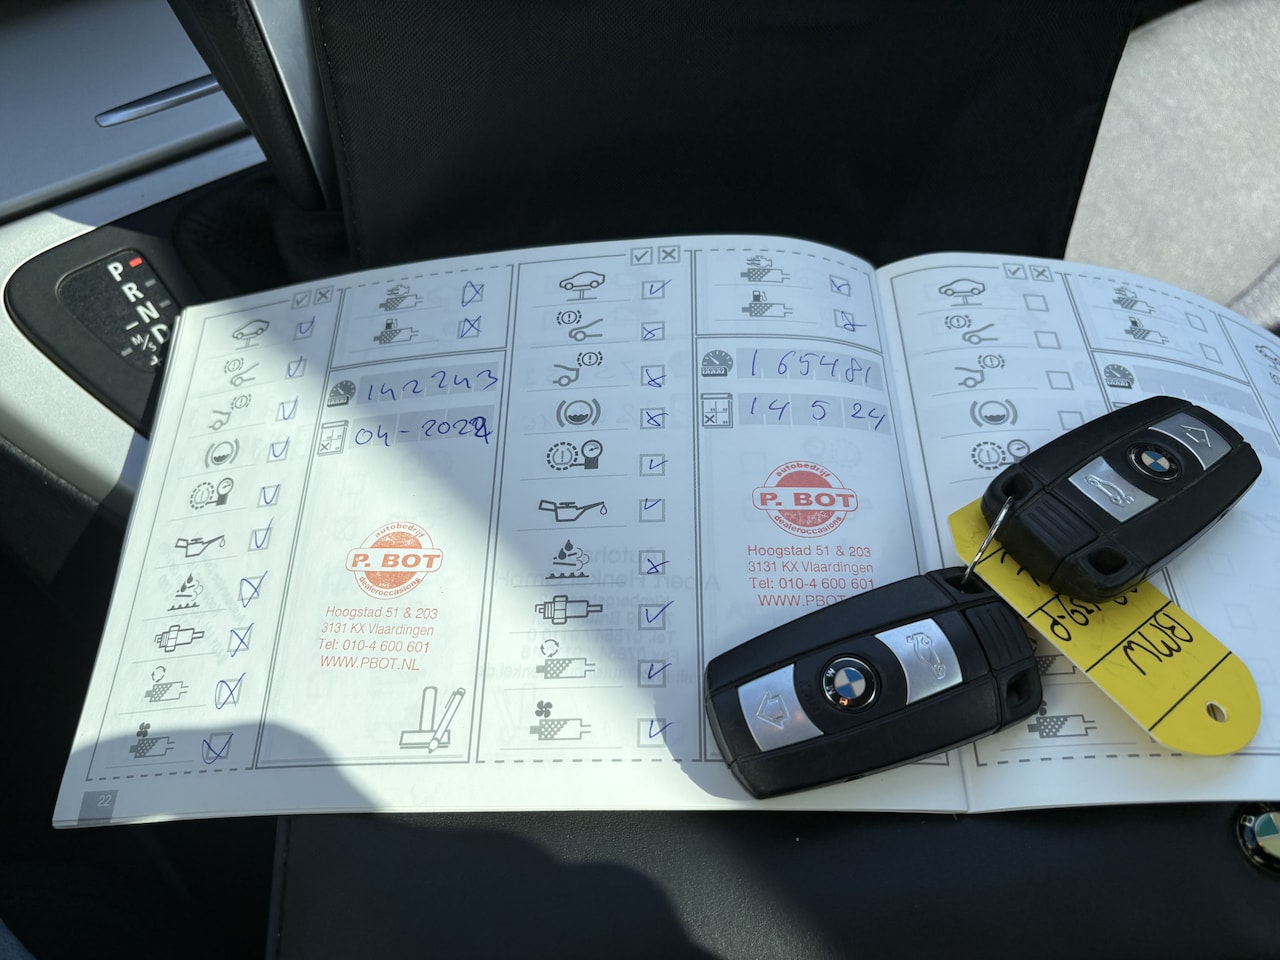 P
R
N
D
M/S
142243
04-2022
autobedrijf
P. BOT
dealeroccasions
Hoogstad 51 & 203
3131 KX Vlaardingen
Tel: 010-4 600 601
WWW.PBOT.NL
22
165481
14 5 24
autobedrijf
P. BOT
dealeroccasions
Hoogstad 51 & 203
3131 KX Vlaardingen
Tel: 010-4 600 601
WWW.PBOT
BMW